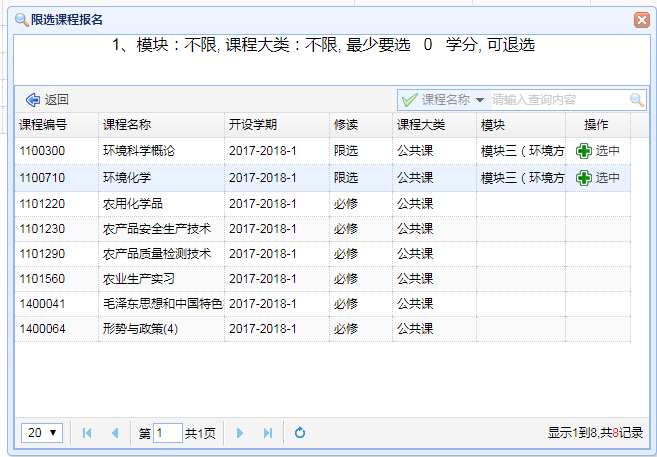 限选课程报名
1、模块：不限, 课程大类：不限, 最少要选 0 学分, 可退选
返回 课程名称 请输入查询内容
课程编号 课程名称 开设学期 修读 课程大类 模块 操作
1100300 环境科学概论 2017-2018-1 限选 公共课 模块三（环境方 选中
1100710 环境化学 2017-2018-1 限选 公共课 模块三（环境方 选中
1101220 农用化学品 2017-2018-1 必修 公共课
1101230 农产品安全生产技术 2017-2018-1 必修 公共课
1101290 农产品质量检测技术 2017-2018-1 必修 公共课
1101560 农业生产实习 2017-2018-1 必修 公共课
1400041 毛泽东思想和中国特色 2017-2018-1 必修 公共课
1400064 形势与政策(4) 2017-2018-1 必修 公共课
20 第 1 共1页 显示1到8,共8记录